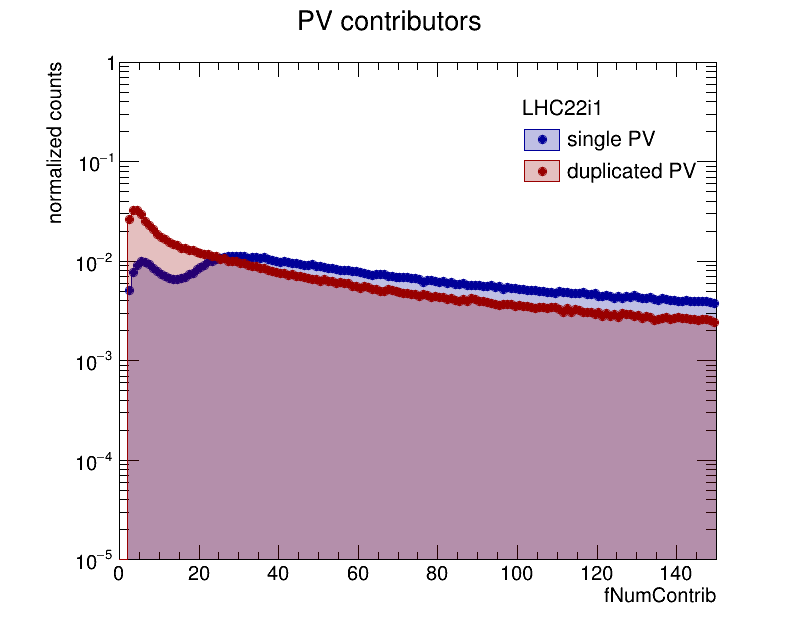 PV contributors
normalized counts
LHC22i1
single PV
duplicated PV
1
10⁻¹
10⁻²
10⁻³
10⁻⁴
10⁻⁵
0 20 40 60 80 100 120 140
fNumContrib